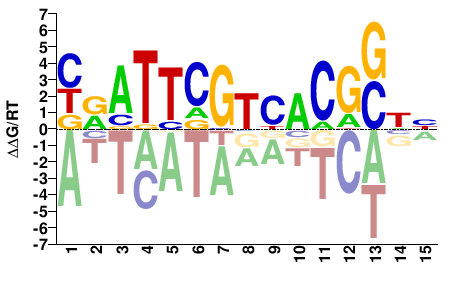 7
6
5
4
3
2
1
0
-1
-2
-3
-4
-5
-6
-7
ΔΔG/RT
C T G A
G A C T
A C T
T G A C
T C A
C A G T
G T A
T G A
C G A
A G T
C A T
G A C
G C A T
T C G
C T A
1 2 3 4 5 6 7 8 9 10 11 12 13 14 15